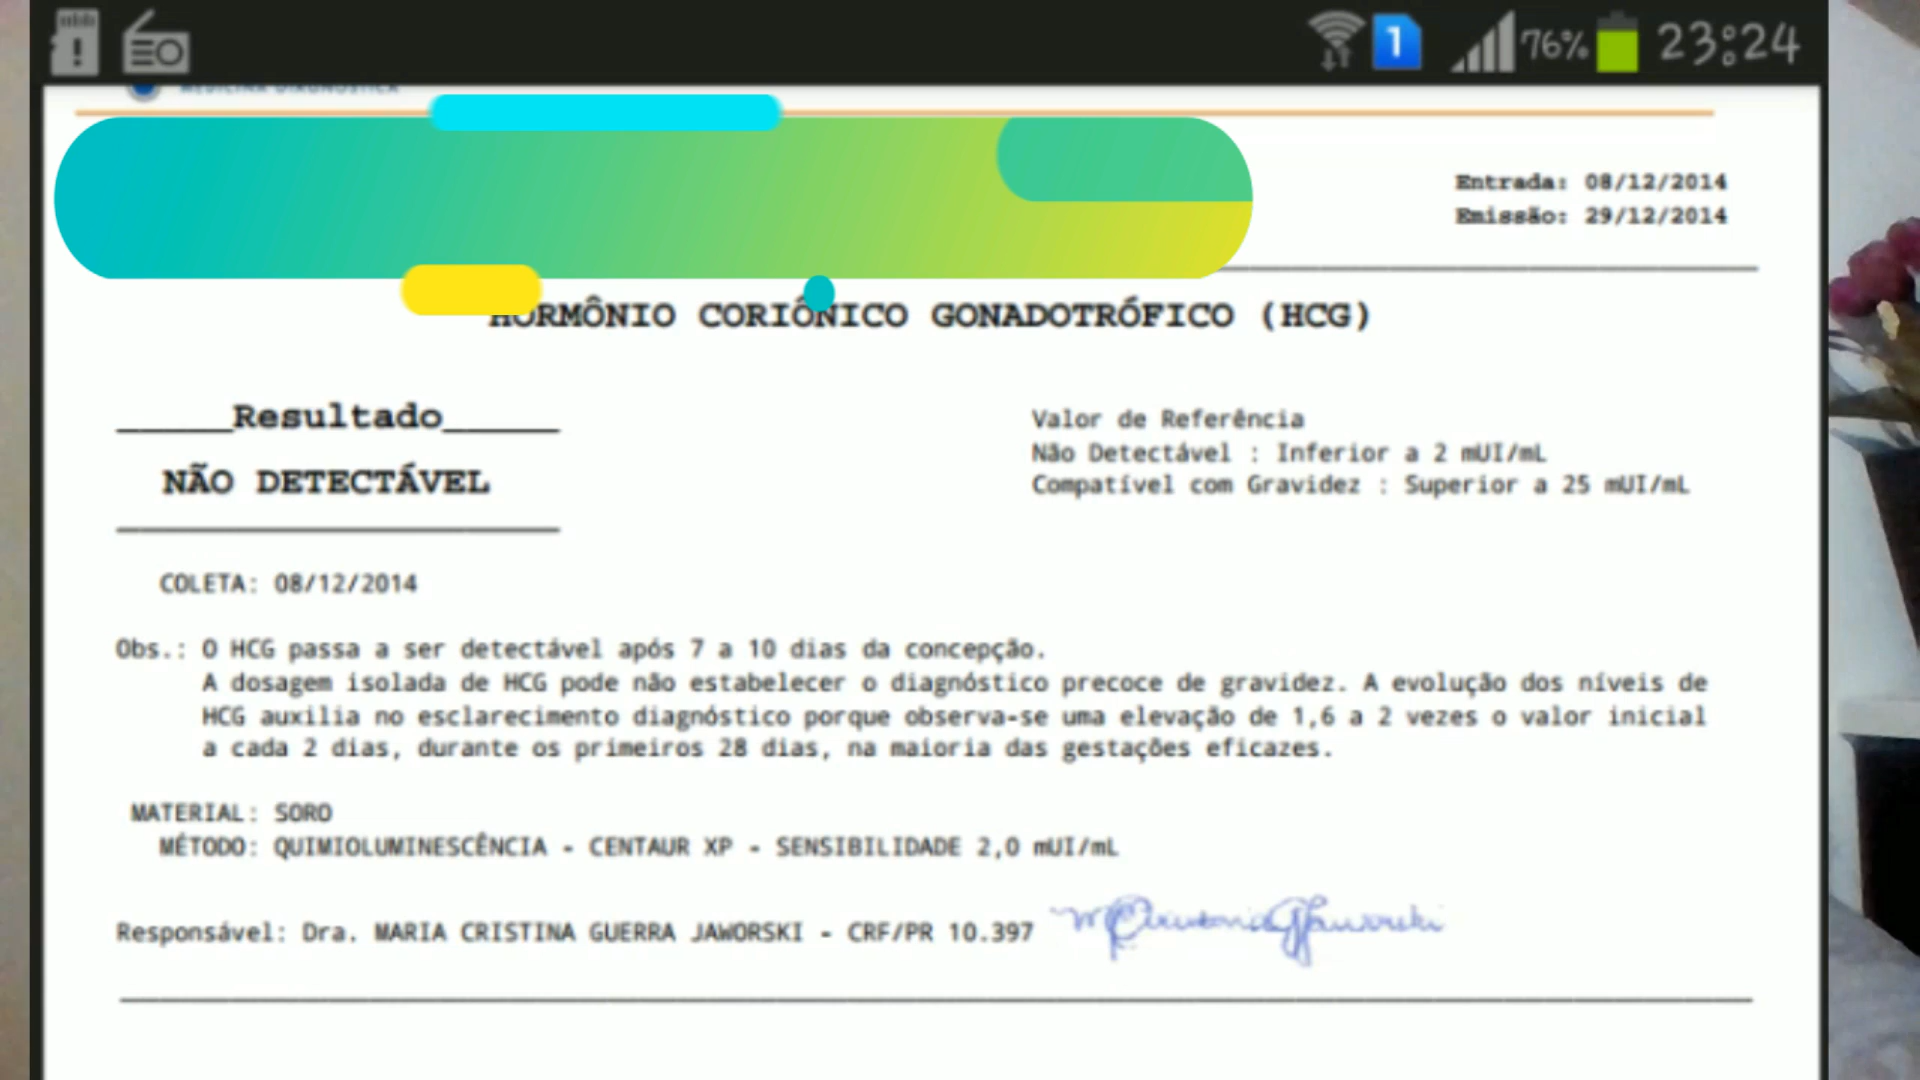 1 76% 23:24
MEDICINA DIAGNÓSTICA
Entrada: 08/12/2014
Emissão: 29/12/2014
HORMÔNIO CORIÔNICO GONADOTRÓFICO (HCG)
_____Resultado_____
NÃO DETECTÁVEL
Valor de Referência
Não Detectável : Inferior a 2 mUI/mL
Compatível com Gravidez : Superior a 25 mUI/mL
COLETA: 08/12/2014
Obs.: O HCG passa a ser detectável após 7 a 10 dias da concepção.
A dosagem isolada de HCG pode não estabelecer o diagnóstico precoce de gravidez. A evolução dos níveis de
HCG auxilia no esclarecimento diagnóstico porque observa-se uma elevação de 1,6 a 2 vezes o valor inicial
a cada 2 dias, durante os primeiros 28 dias, na maioria das gestações eficazes.
MATERIAL: SORO
MÉTODO: QUIMIOLUMINESCÊNCIA - CENTAUR XP - SENSIBILIDADE 2,0 mUI/mL
Responsável: Dra. MARIA CRISTINA GUERRA JAWORSKI - CRF/PR 10.397